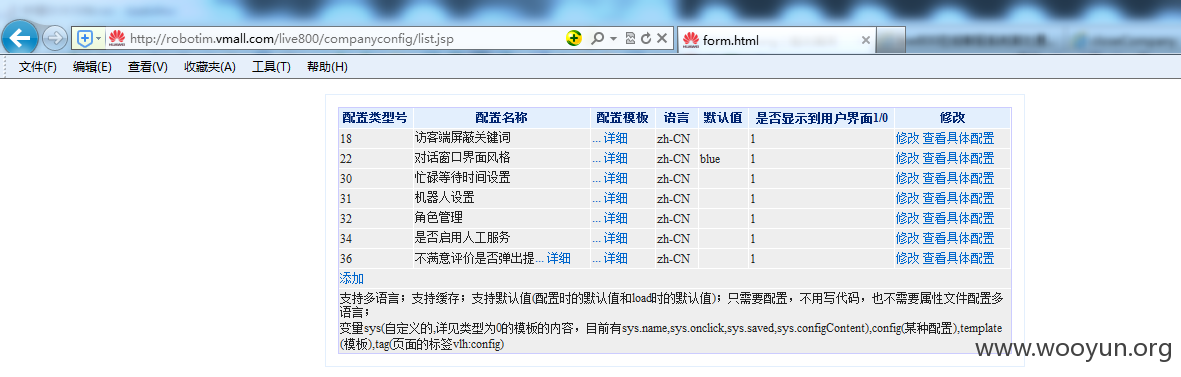 http://robotim.vmall.com/live800/companyconfig/list.jsp
form.html
文件(F) 编辑(E) 查看(V) 收藏夹(A) 工具(T) 帮助(H)
配置类型号 配置名称 配置模板 语言 默认值 是否显示到用户界面1/0 修改
18 访客端屏蔽关键词 ... 详细 zh-CN 1 修改 查看具体配置
22 对话窗口界面风格 ... 详细 zh-CN blue 1 修改 查看具体配置
30 忙碌等待时间设置 ... 详细 zh-CN 1 修改 查看具体配置
31 机器人设置 ... 详细 zh-CN 1 修改 查看具体配置
32 角色管理 ... 详细 zh-CN 1 修改 查看具体配置
34 是否启用人工服务 ... 详细 zh-CN 1 修改 查看具体配置
36 不满意评价是否弹出提... 详细 ... 详细 zh-CN 1 修改 查看具体配置
添加
支持多语言；支持缓存；支持默认值(配置时的默认值和load时的默认值)；只需要配置，不用写代码，也不需要属性文件配置多
语言；
变量sys(自定义的,详见类型为0的模板的内容，目前有sys.name,sys.onclick,sys.saved,sys.configContent),config(某种配置),template
(模板),tag(页面的标签vlh:config)
www.wooyun.org